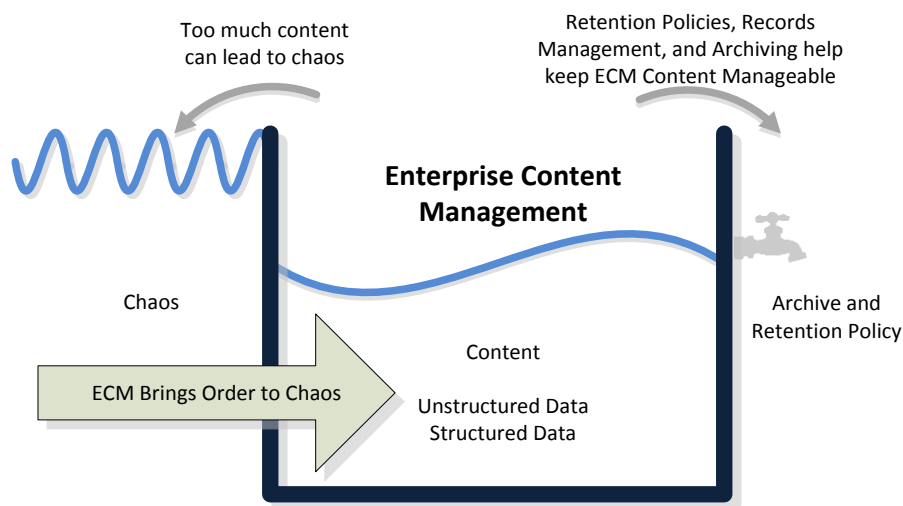 Too much content
can lead to chaos
Retention Policies, Records
Management, and Archiving help
keep ECM Content Manageable
Enterprise Content
Management
Chaos
Archive and
Retention Policy
Content
ECM Brings Order to Chaos
Unstructured Data
Structured Data